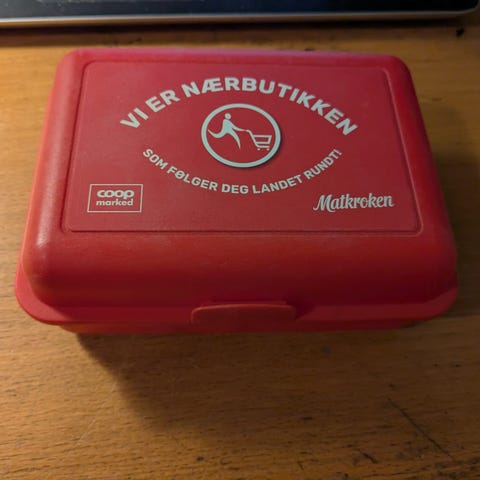 VI ER NÆRBUTIKKEN
SOM FØLGER DEG LANDET RUNDT!
coop
marked
Matkroken